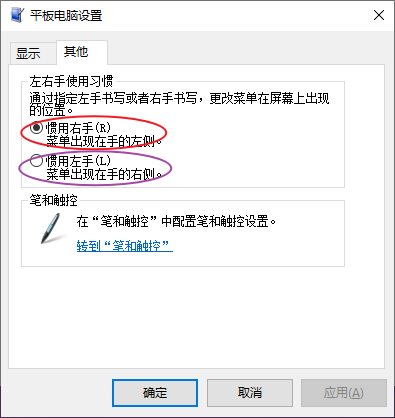 平板电脑设置
显示
其他
左右手使用习惯
通过指定左手书写或者右手书写，更改菜单在屏幕上出现
的位置。
惯用右手(R)
菜单出现在手的左侧。
惯用左手(L)
菜单出现在手的右侧。
笔和触控
在“笔和触控”中配置笔和触控设置。
转到“笔和触控”
确定
取消
应用(A)